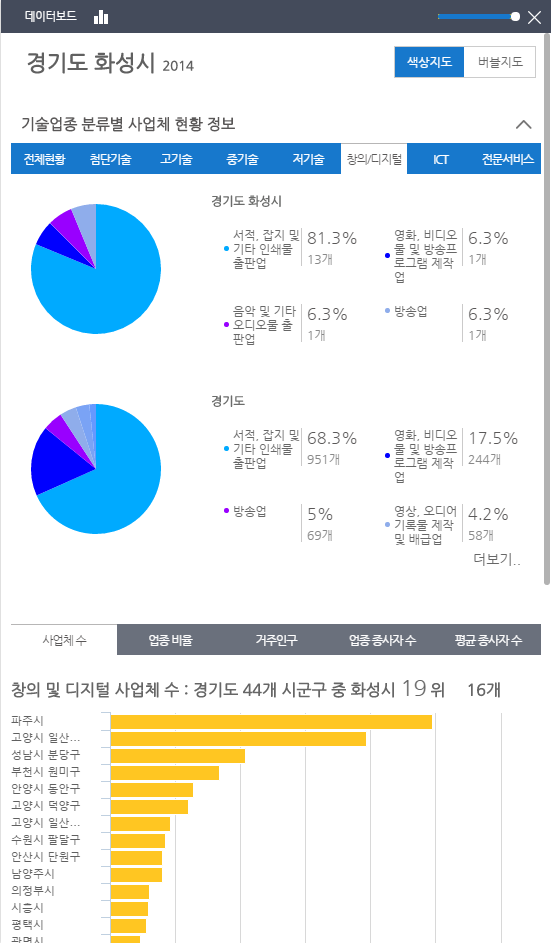 데이터보드
경기도 화성시 2014
색상지도 버블지도
기술업종 분류별 사업체 현황 정보
전체현황 첨단기술 고기술 중기술 저기술 창의/디지털 ICT 전문서비스
경기도 화성시
서적, 잡지 및
기타 인쇄물
출판업
81.3%
13개
영화, 비디오
물 및 방송프
로그램 제작
업
6.3%
1개
음악 및 기타
오디오물 출
판업
6.3%
1개
방송업
6.3%
1개
경기도
서적, 잡지 및
기타 인쇄물
출판업
68.3%
951개
영화, 비디오
물 및 방송프
로그램 제작
업
17.5%
244개
방송업
5%
69개
영상, 오디어
기록물 제작
및 배급업
4.2%
58개
더보기..
사업체 수 업종 비율 거주인구 업종 종사자 수 평균 종사자 수
창의 및 디지털 사업체 수 : 경기도 44개 시군구 중 화성시 19 위 16개
파주시
고양시 일산...
성남시 분당구
부천시 원미구
안양시 동안구
고양시 덕양구
고양시 일산...
수원시 팔달구
안산시 단원구
남양주시
의정부시
시흥시
평택시
광명시